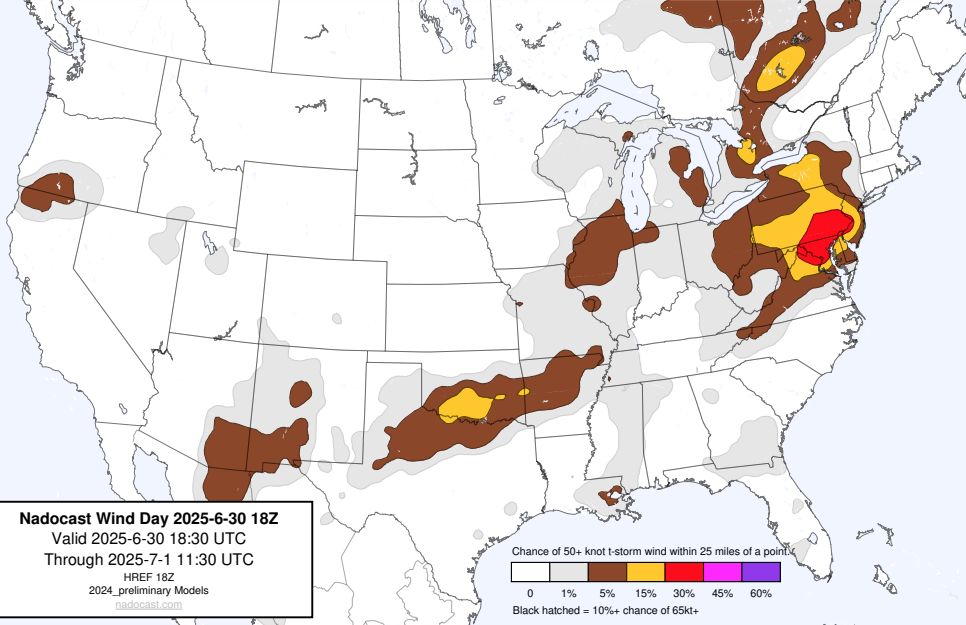 Nadocast Wind Day 2025-6-30 18Z
Valid 2025-6-30 18:30 UTC
Through 2025-7-1 11:30 UTC
HREF 18Z
2024_preliminary Models
nadocast.com
Chance of 50+ knot t-storm wind within 25 miles of a point.
0 1% 5% 15% 30% 45% 60%
Black hatched = 10%+ chance of 65kt+